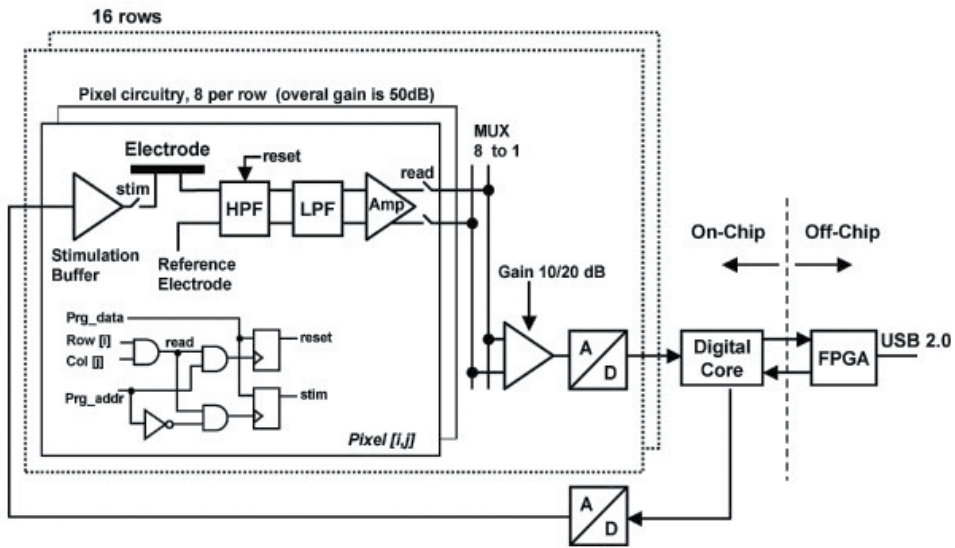 16 rows
Pixel circuitry, 8 per row (overal gain is 50dB)
MUX
8 to 1
Electrode
reset
read
stim
HPF
LPF
Amp
Stimulation
Buffer
Reference
Electrode
Gain 10/20 dB
On-Chip
Off-Chip
Prg_data
Row [i]
Col [j]
read
reset
Prg_addr
stim
Pixel [i,j]
A
D
Digital
Core
FPGA
USB 2.0
A
D